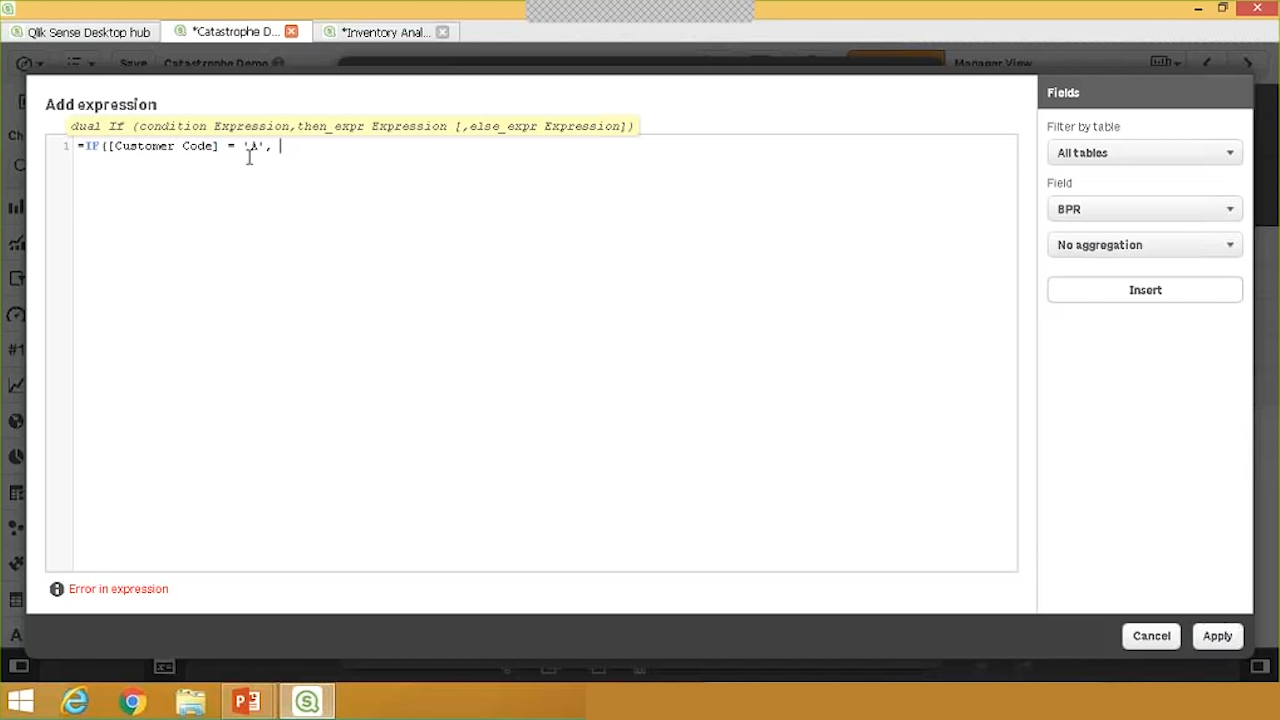 Qlik Sense Desktop hub
*Catastrophe D...
*Inventory Anal...
Save
Catastrophe Demo
Manager View
Add expression
dual If (condition Expression,then_expr Expression [,else_expr Expression])
1 =IF([Customer Code] = 'A',
Error in expression
Fields
Filter by table
All tables
Field
BPR
No aggregation
Insert
Cancel
Apply
Ch
#1
A